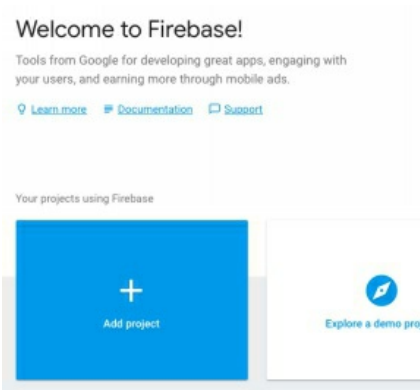 Welcome to Firebase!
Tools from Google for developing great apps, engaging with
your users, and earning more through mobile ads.
Learn more Documentation Support
Your projects using Firebase
Add project
Explore a demo pro